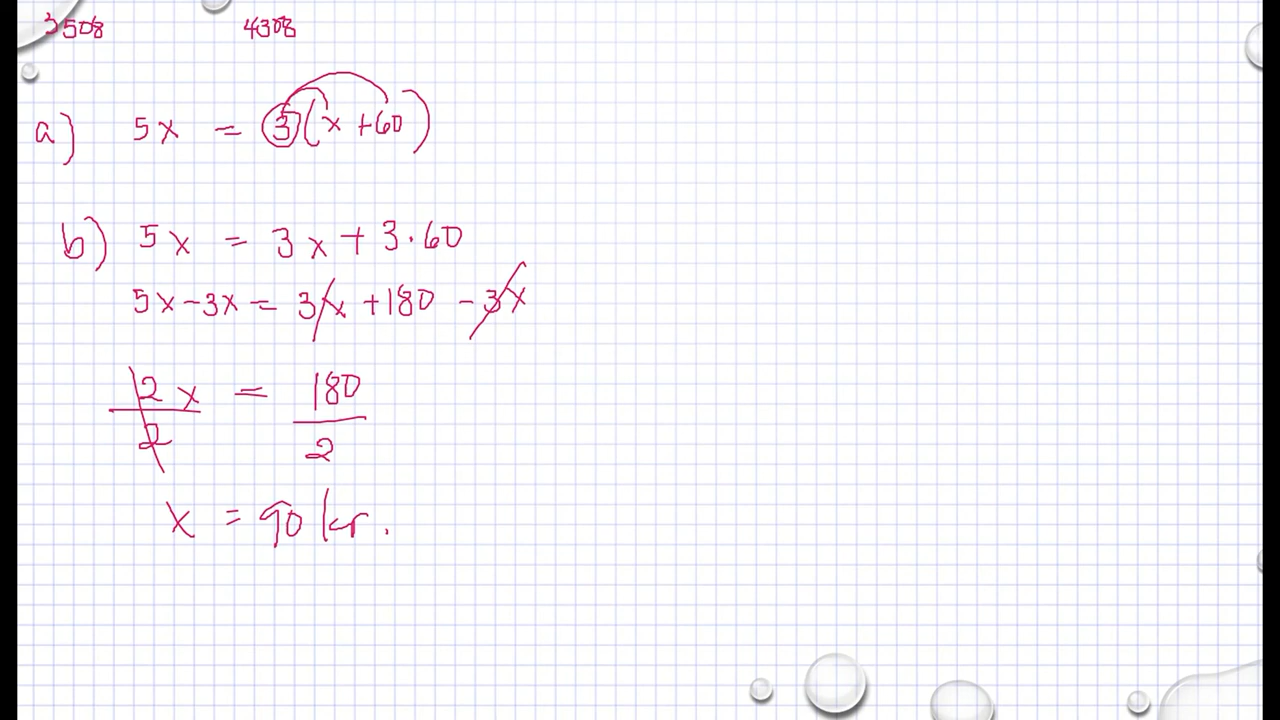 3508 4308
a) 5x = 3(x+60)
b) 5x = 3x + 3·60
5x-3x = 3x +180 -3x
2x/2 = 180/2
x = 90 kr.